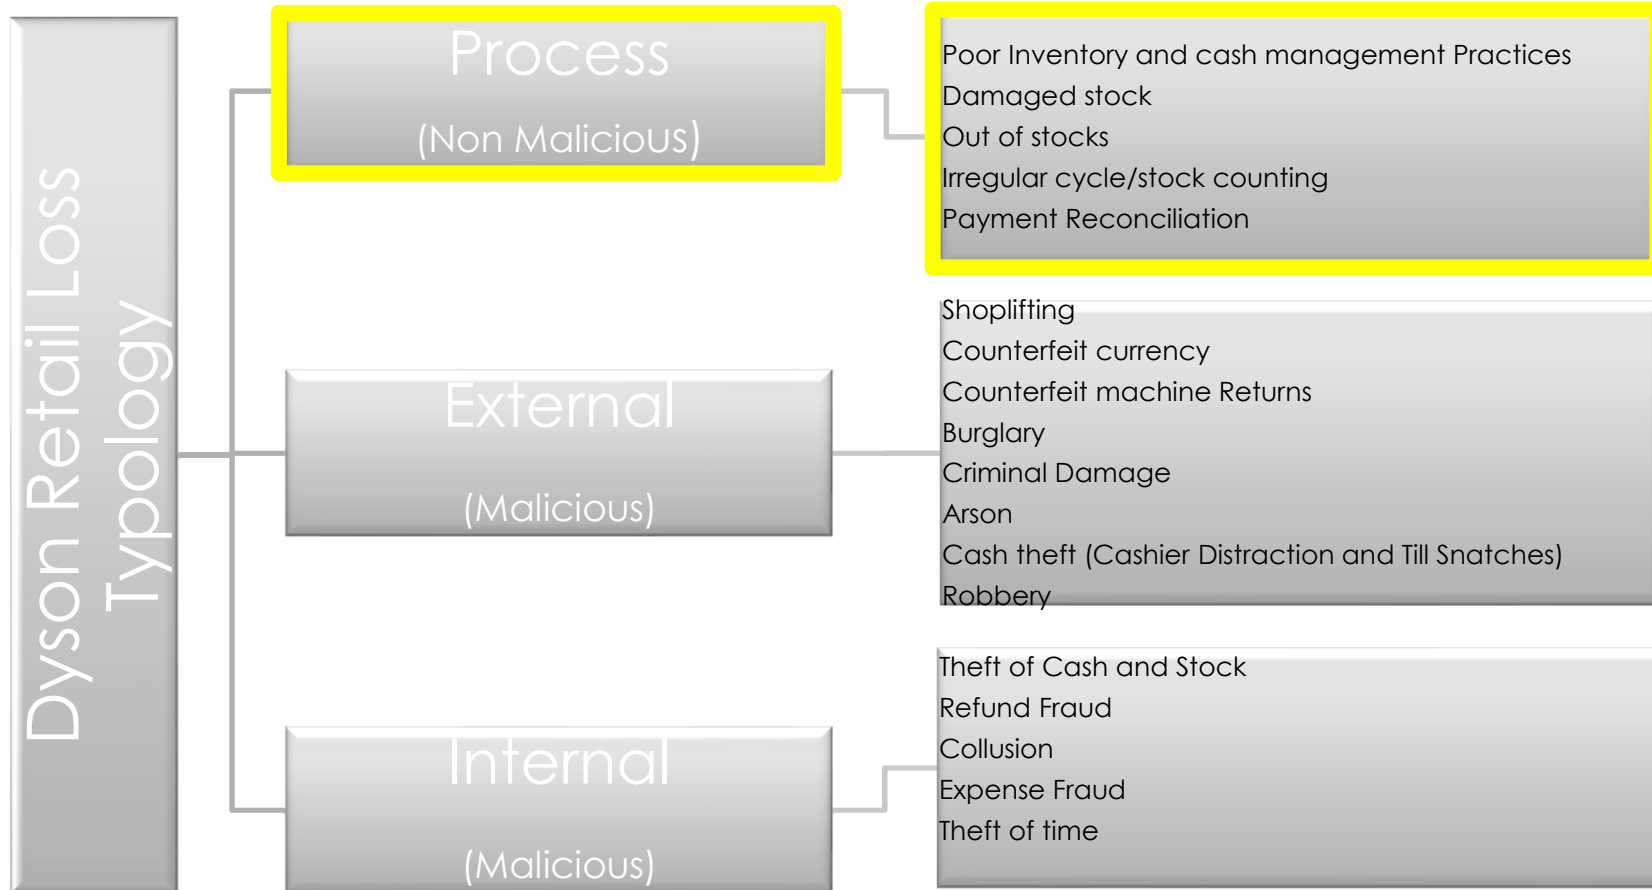 Dyson Retail Loss
Typology
Process
(Non Malicious)
Poor Inventory and cash management Practices
Damaged stock
Out of stocks
Irregular cycle/stock counting
Payment Reconciliation
External
(Malicious)
Shoplifting
Counterfeit currency
Counterfeit machine Returns
Burglary
Criminal Damage
Arson
Cash theft (Cashier Distraction and Till Snatches)
Robbery
Internal
(Malicious)
Theft of Cash and Stock
Refund Fraud
Collusion
Expense Fraud
Theft of time